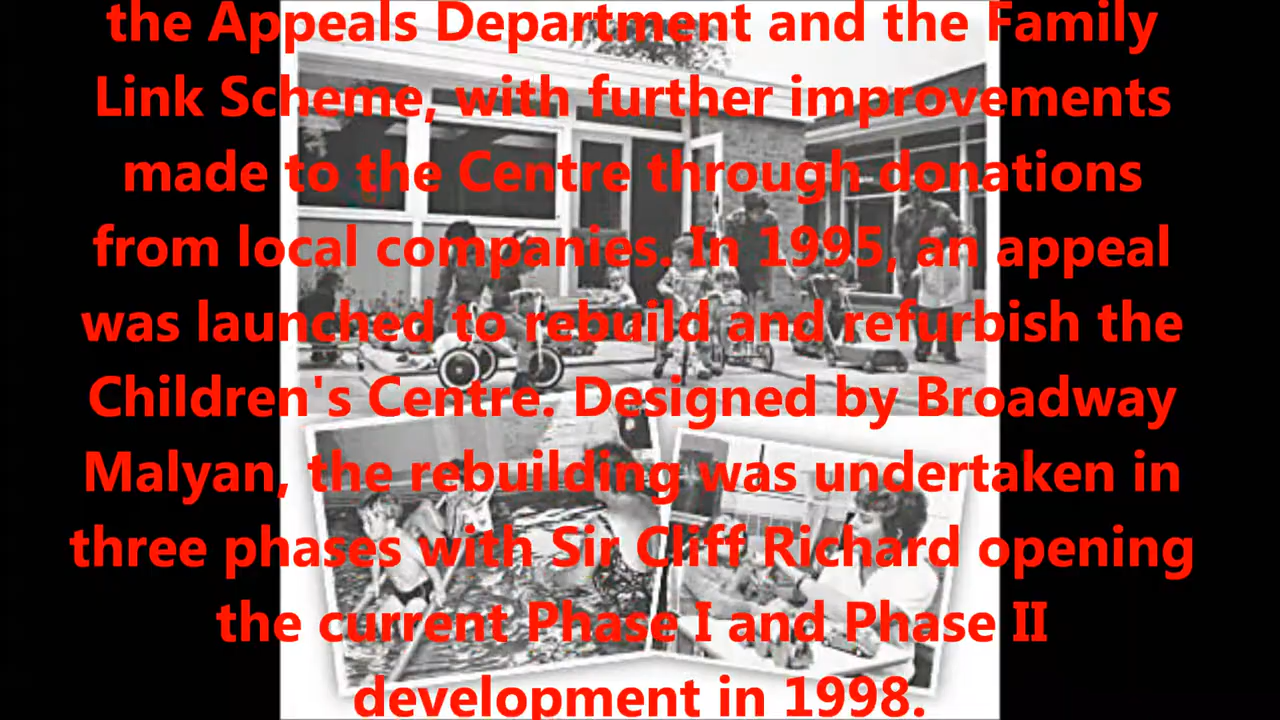 the Appeals Department and the Family
Link Scheme, with further improvements
made to the Centre through donations
from local companies. In 1995, an appeal
was launched to rebuild and refurbish the
Children's Centre. Designed by Broadway
Malyan, the rebuilding was undertaken in
three phases with Sir Cliff Richard opening
the current Phase I and Phase II
development in 1998.